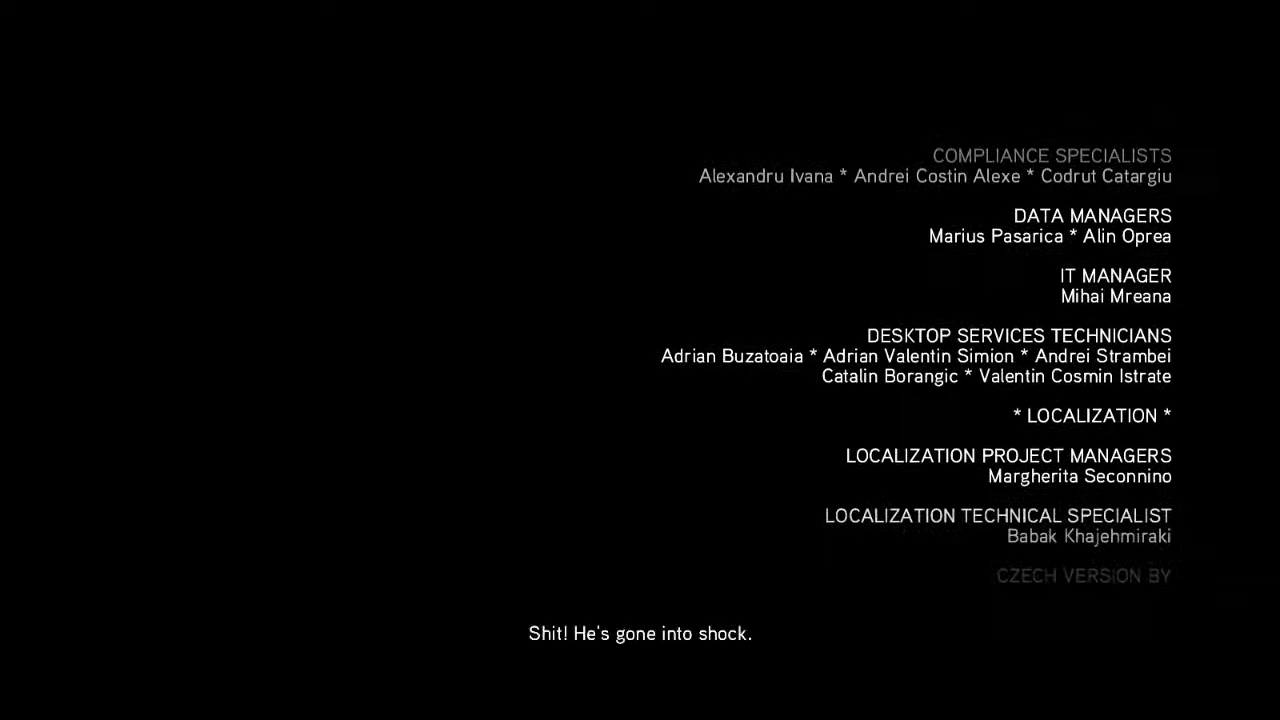 COMPLIANCE SPECIALISTS
Alexandru Ivana * Andrei Costin Alexe * Codrut Catargiu
DATA MANAGERS
Marius Pasarica * Alin Oprea
IT MANAGER
Mihai Mreana
DESKTOP SERVICES TECHNICIANS
Adrian Buzatoaia * Adrian Valentin Simion * Andrei Strambei
Catalin Borangic * Valentin Cosmin Istrate
* LOCALIZATION *
LOCALIZATION PROJECT MANAGERS
Margherita Seconnino
LOCALIZATION TECHNICAL SPECIALIST
Babak Khajehmiraki
CZECH VERSION BY
Shit! He's gone into shock.